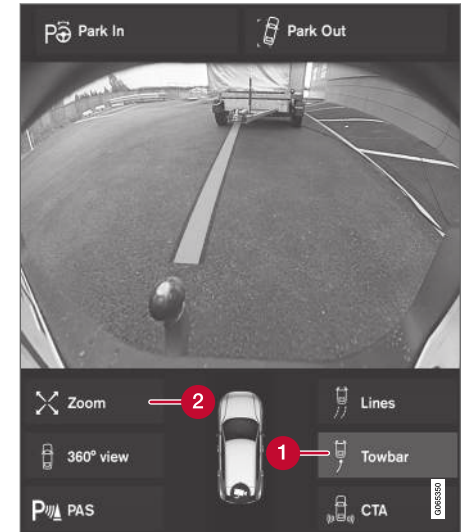 Park In
Park Out
2
Zoom
Lines
1
360° view
Towbar
PAS
CTA
G065350